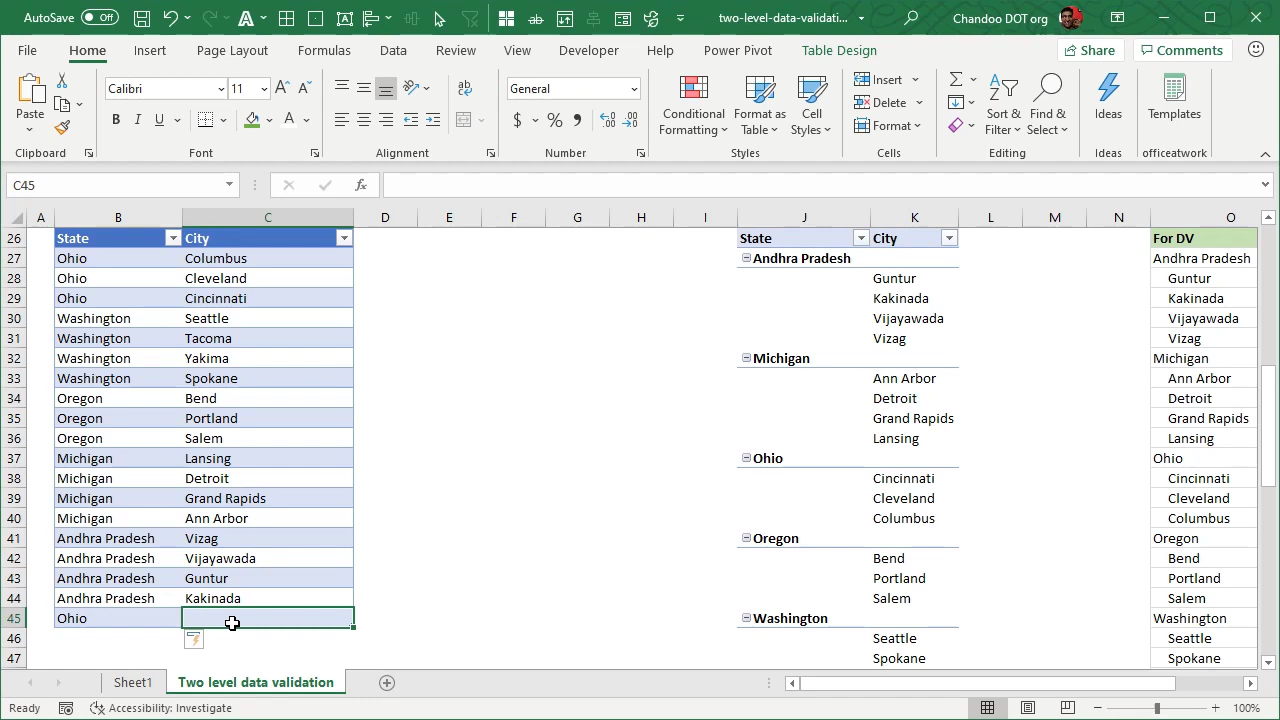 AutoSave Off two-level-data-validati... Chandoo DOT org
File Home Insert Page Layout Formulas Data Review View Developer Help Power Pivot Table Design Share Comments
Calibri 11 General Insert
Paste Conditional Formatting Format as Table Cell Styles Delete Sort & Filter Find & Select Ideas Templates
B I U $ % Format
Clipboard Font Alignment Number Styles Cells Editing Ideas officeatwork
C45 fx
A B C D E F G H I J K L M N O
26 State City State City For DV
27 Ohio Columbus Andhra Pradesh Andhra Pradesh
28 Ohio Cleveland Guntur Guntur
29 Ohio Cincinnati Kakinada Kakinada
30 Washington Seattle Vijayawada Vijayawada
31 Washington Tacoma Vizag Vizag
32 Washington Yakima Michigan Michigan
33 Washington Spokane Ann Arbor Ann Arbor
34 Oregon Bend Detroit Detroit
35 Oregon Portland Grand Rapids Grand Rapids
36 Oregon Salem Lansing Lansing
37 Michigan Lansing Ohio Ohio
38 Michigan Detroit Cincinnati Cincinnati
39 Michigan Grand Rapids Cleveland Cleveland
40 Michigan Ann Arbor Columbus Columbus
41 Andhra Pradesh Vizag Oregon Oregon
42 Andhra Pradesh Vijayawada Bend Bend
43 Andhra Pradesh Guntur Portland Portland
44 Andhra Pradesh Kakinada Salem Salem
45 Ohio Washington Washington
46 Seattle Seattle
47 Spokane Spokane
Sheet1 Two level data validation
Ready Accessibility: Investigate 100%